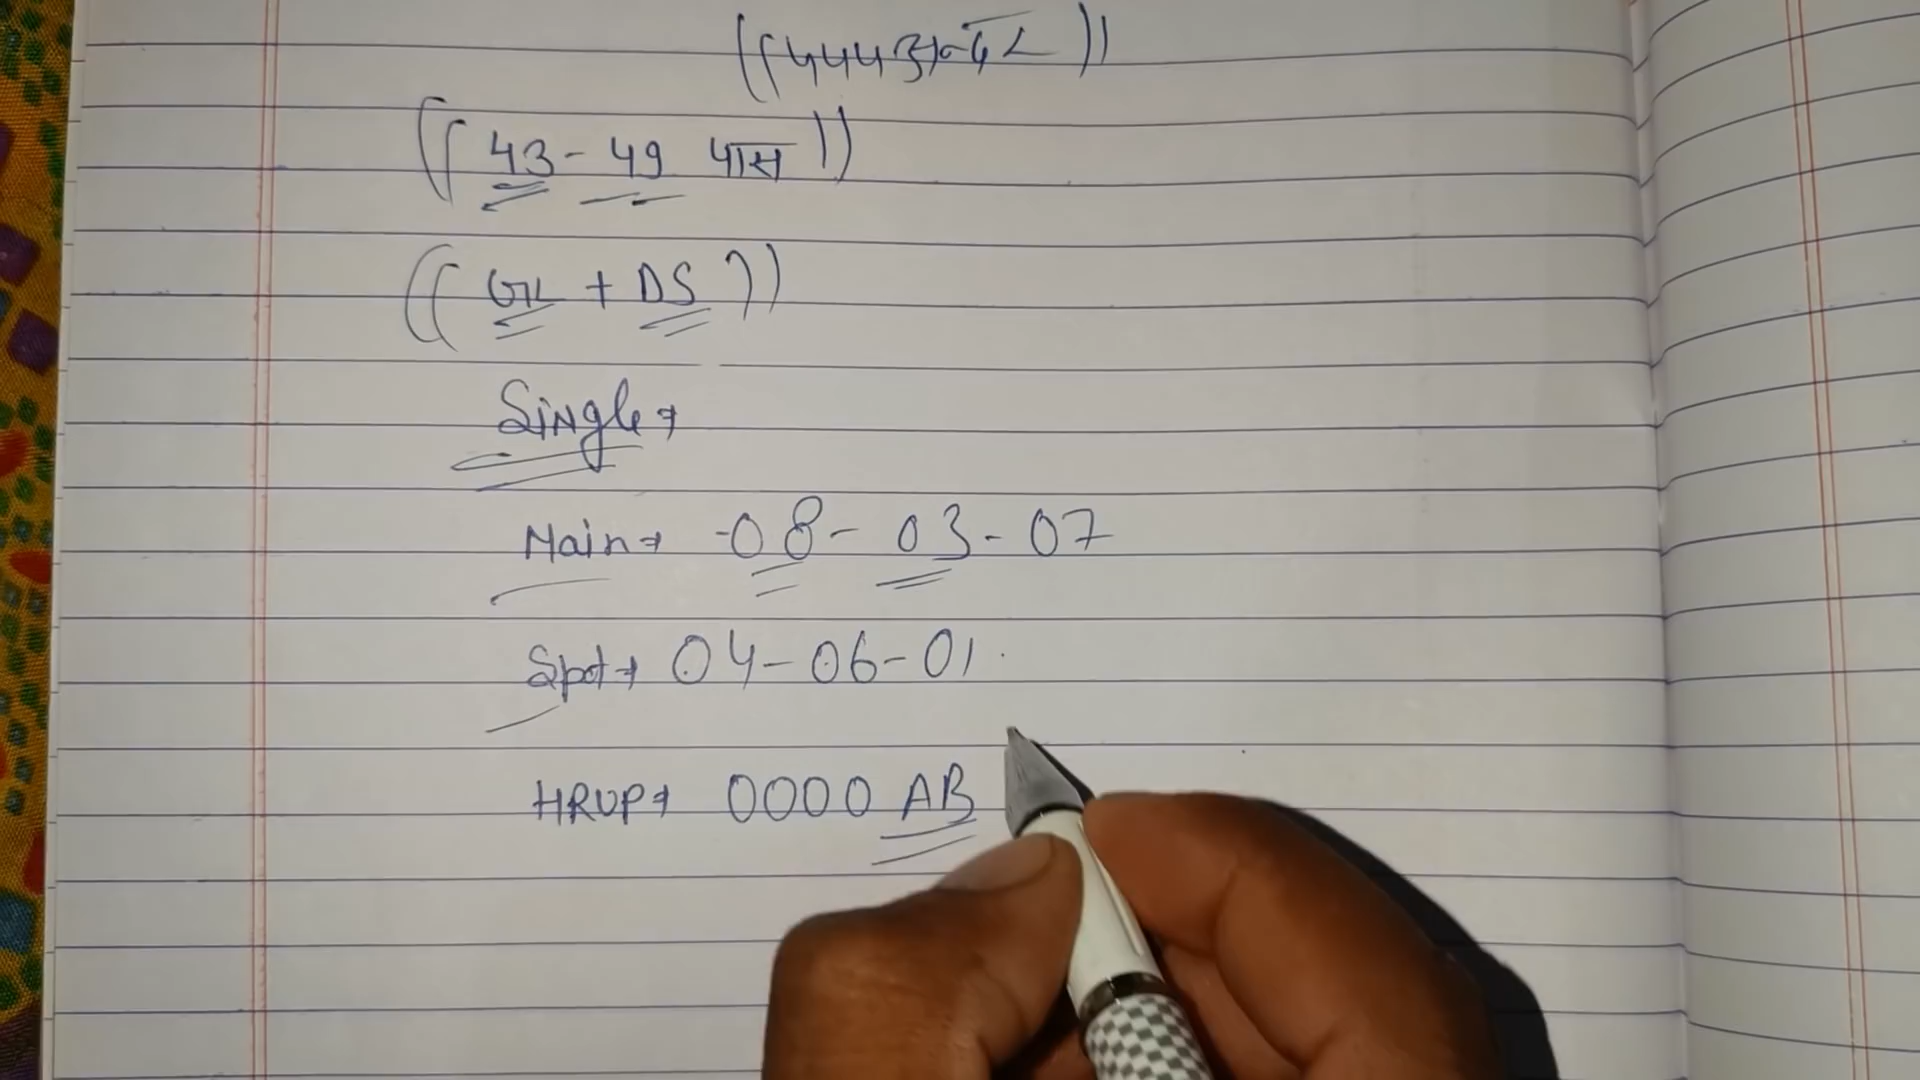 ((43 - 49 पास))
((GL + DS))
Single →
Main → 08 - 03 - 07
Spot → 04 - 06 - 01
HRUP → 0000 AB